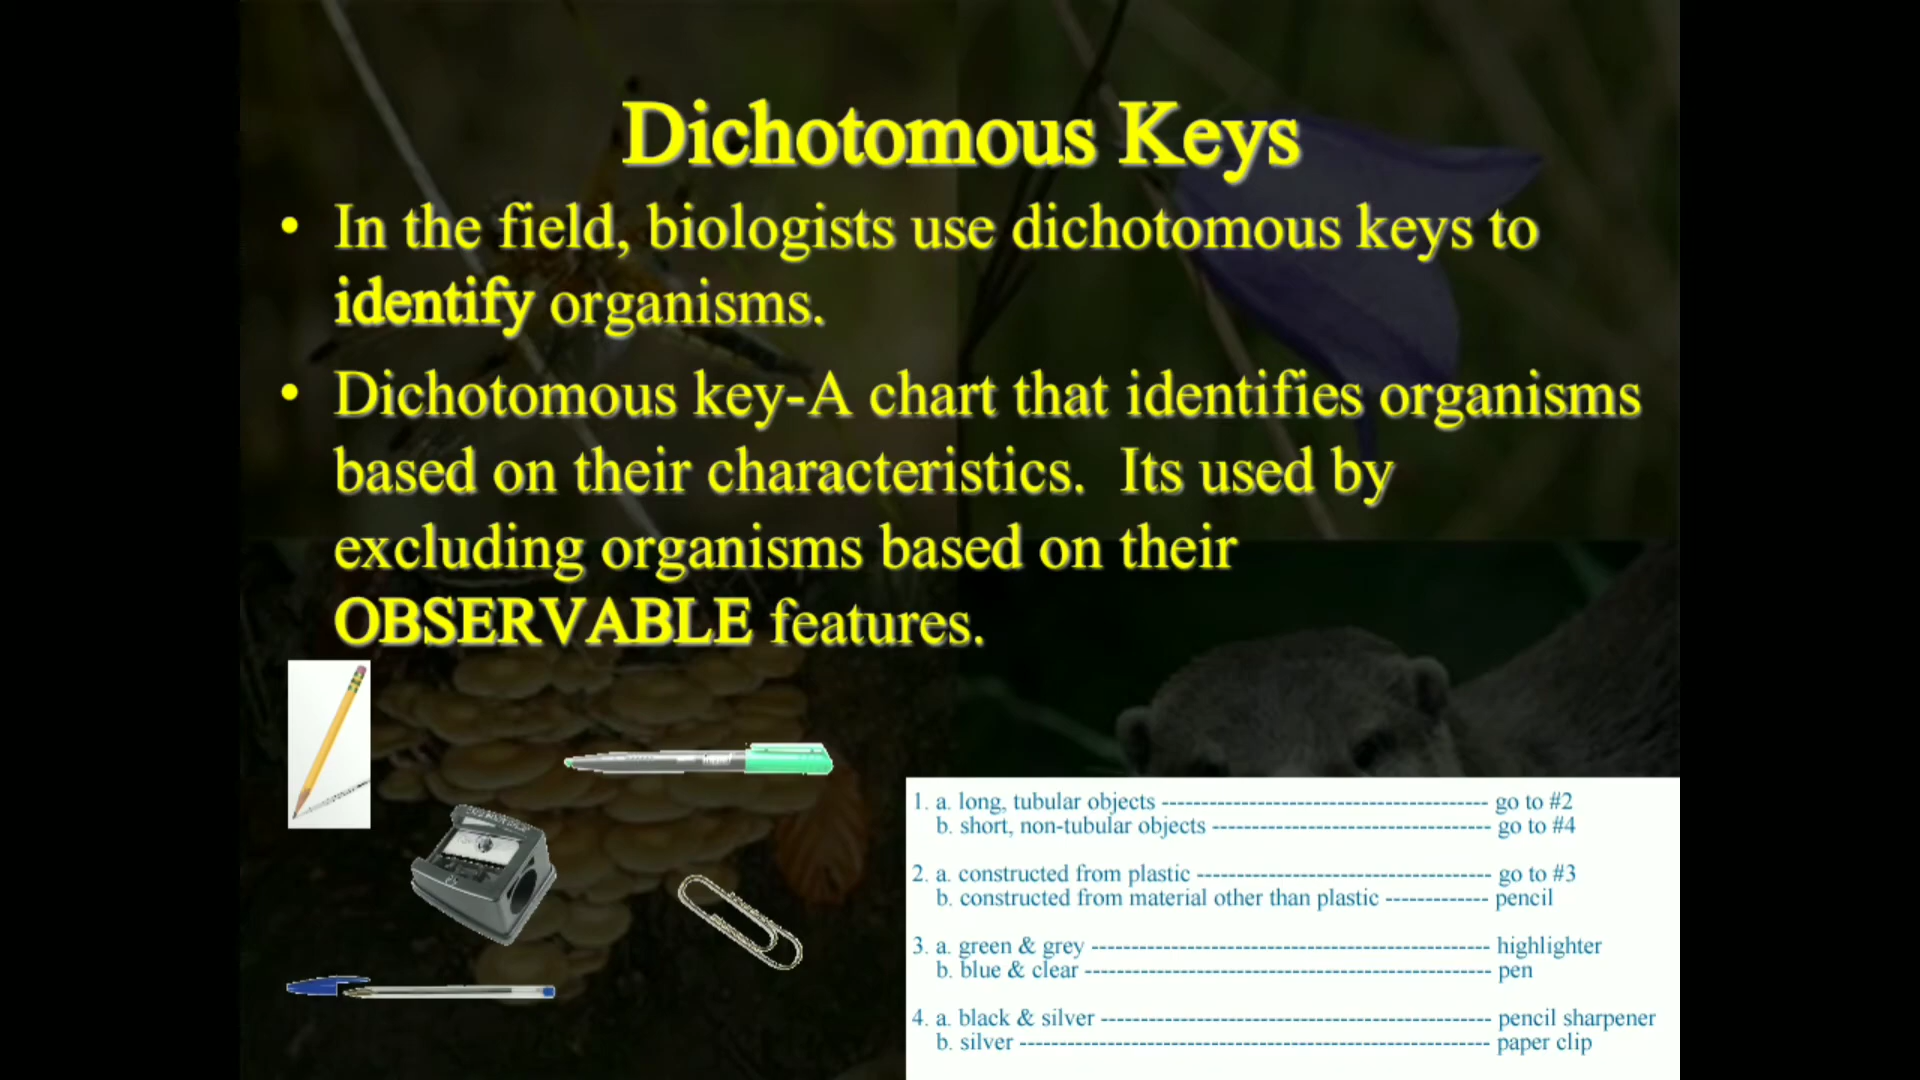 Dichotomous Keys
• In the field, biologists use dichotomous keys to
identify organisms.
• Dichotomous key-A chart that identifies organisms
based on their characteristics.  Its used by
excluding organisms based on their
OBSERVABLE features.
1. a. long, tubular objects ----------------------------------------- go to #2
b. short, non-tubular objects ----------------------------------- go to #4
2. a. constructed from plastic ------------------------------------- go to #3
b. constructed from material other than plastic ------------- pencil
3. a. green & grey -------------------------------------------------- highlighter
b. blue & clear --------------------------------------------------- pen
4. a. black & silver ------------------------------------------------- pencil sharpener
b. silver ----------------------------------------------------------- paper clip